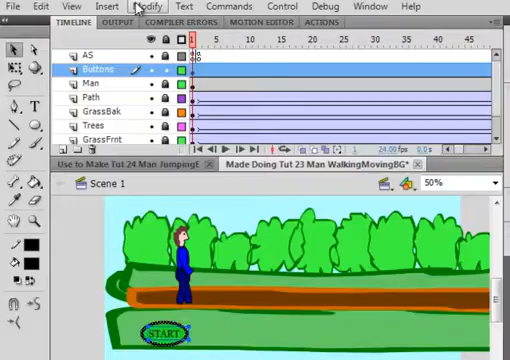 File Edit View Insert Modify Text Commands Control Debug Window Help
TIMELINE OUTPUT COMPILER ERRORS MOTION EDITOR ACTIONS
1 5 10 15 20 25 30 35 40 45
AS
Buttons
Man
Path
GrassBak
Trees
GrassFrnt
1 24.00 fps 0.0s
Use to Make Tut 24 Man JumpingE Made Doing Tut 23 Man WalkingMovingBG*
Scene 1 50%
START